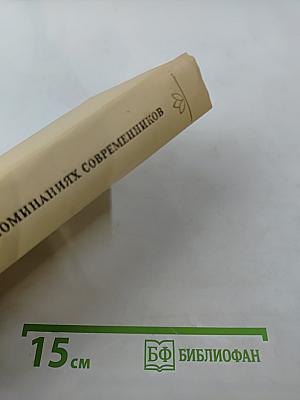 ОМИНАНИЯХ СОВРЕМЕННИКОВ
15 см
БФ БИБЛИОФАН